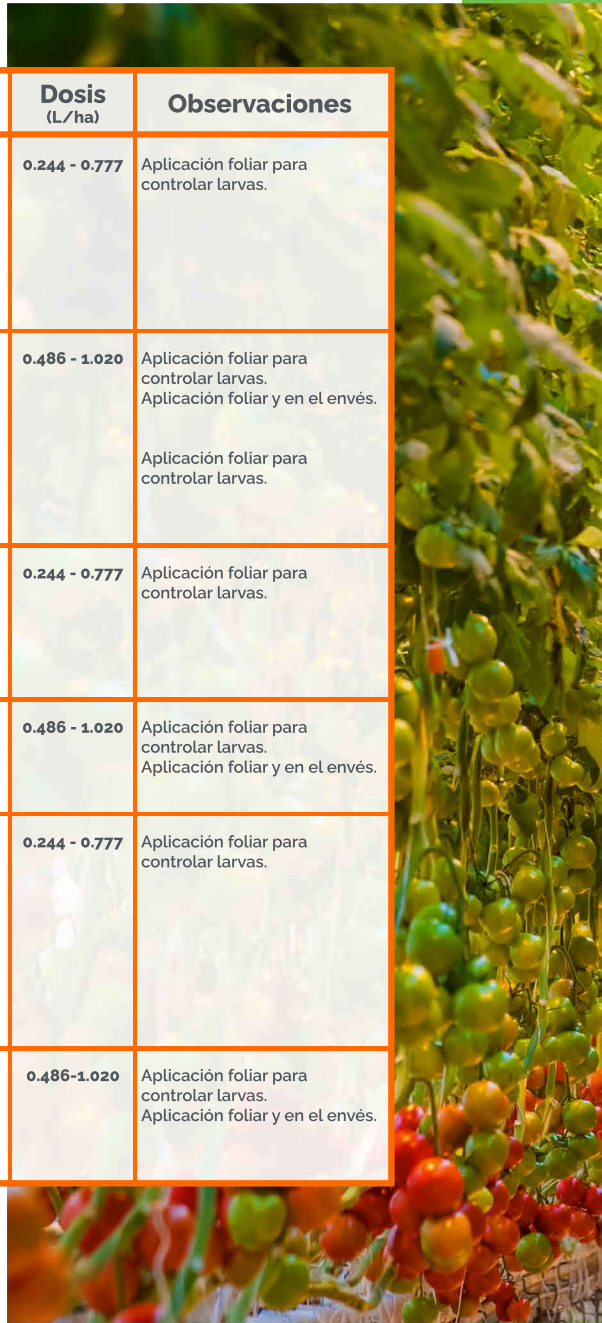 Dosis
(L/ha)
Observaciones
0.244 - 0.777
Aplicación foliar para
controlar larvas.
0.486 - 1.020
Aplicación foliar para
controlar larvas.
Aplicación foliar y en el envés.
Aplicación foliar para
controlar larvas.
0.244 - 0.777
Aplicación foliar para
controlar larvas.
0.486 - 1.020
Aplicación foliar para
controlar larvas.
Aplicación foliar y en el envés.
0.244 - 0.777
Aplicación foliar para
controlar larvas.
0.486-1.020
Aplicación foliar para
controlar larvas.
Aplicación foliar y en el envés.